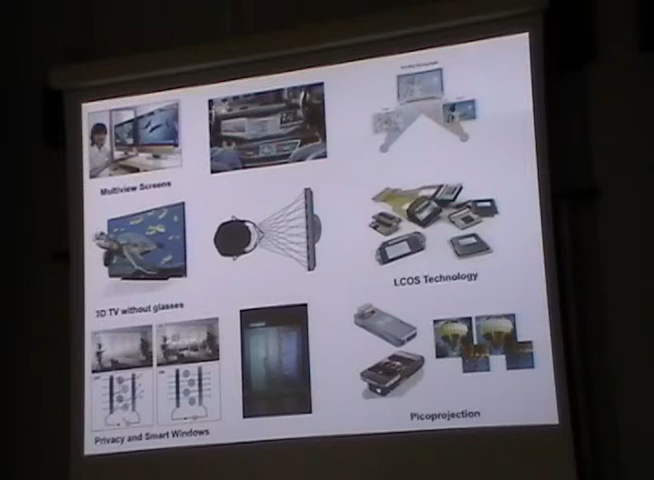 Multiview Screens
3D TV without glasses
LCOS Technology
Privacy and Smart Windows
Picoprojection